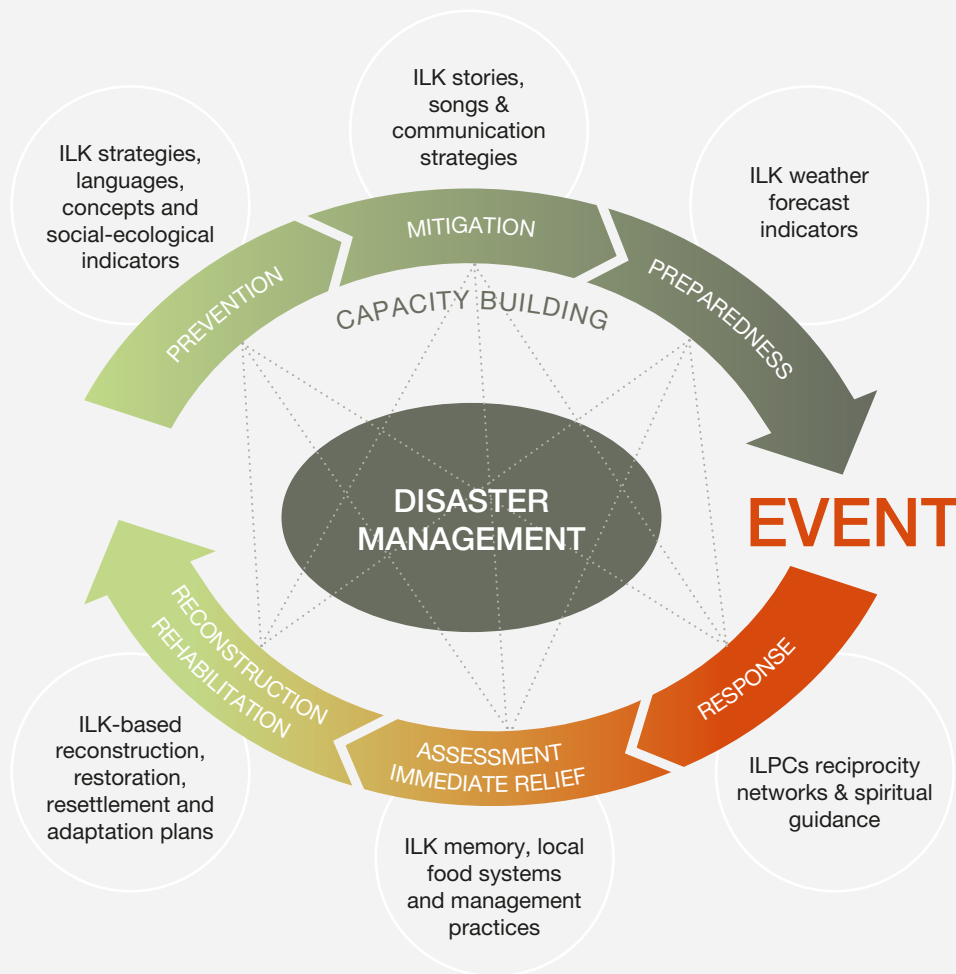 ILK stories,
songs &
communication
strategies
ILK strategies,
languages,
concepts and
social-ecological
indicators
ILK weather
forecast
indicators
PREVENTION
MITIGATION
PREPAREDNESS
CAPACITY BUILDING
DISASTER
MANAGEMENT
EVENT
RESPONSE
ASSESSMENT
IMMEDIATE RELIEF
RECONSTRUCTION
REHABILITATION
ILPCs reciprocity
networks & spiritual
guidance
ILK memory, local
food systems
and management
practices
ILK-based
reconstruction,
restoration,
resettlement and
adaptation plans